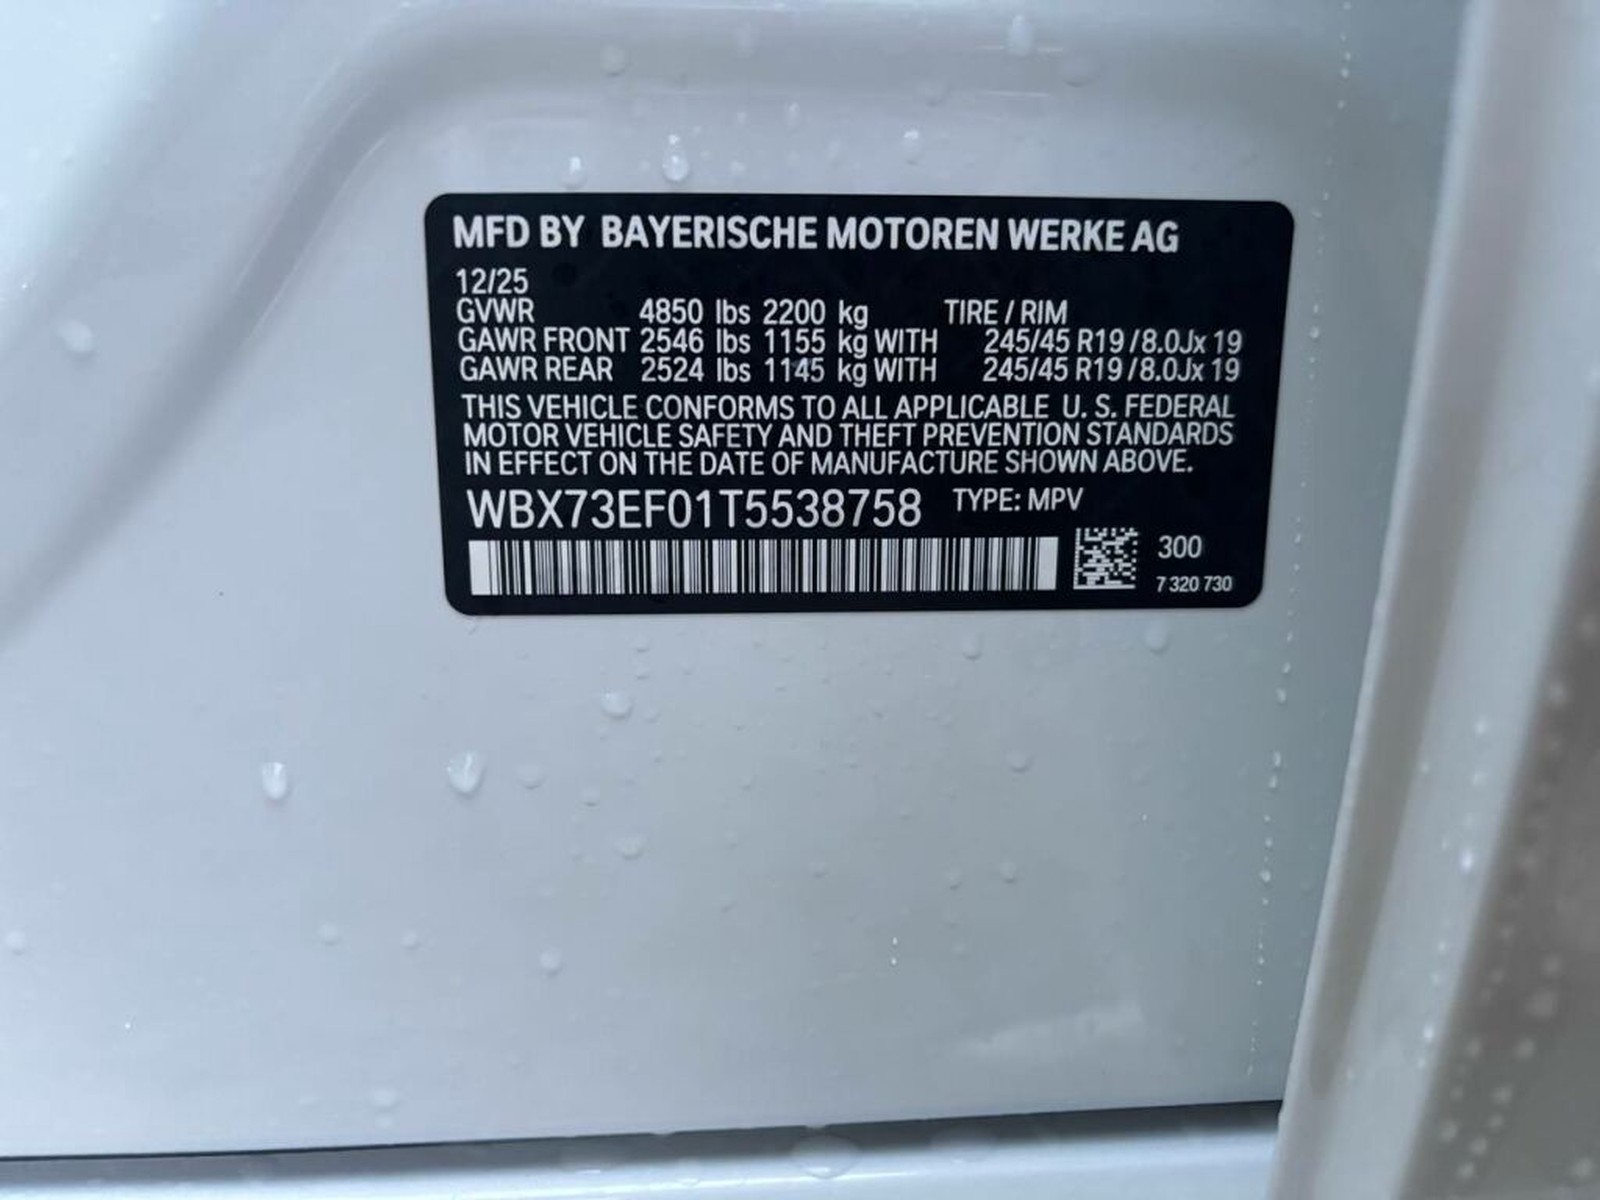 MFD BY BAYERISCHE MOTOREN WERKE AG
12/25
GVWR 4850 lbs 2200 kg TIRE / RIM
GAWR FRONT 2546 lbs 1155 kg WITH 245/45 R19 / 8.0Jx 19
GAWR REAR 2524 lbs 1145 kg WITH 245/45 R19 / 8.0Jx 19
THIS VEHICLE CONFORMS TO ALL APPLICABLE U. S. FEDERAL
MOTOR VEHICLE SAFETY AND THEFT PREVENTION STANDARDS
IN EFFECT ON THE DATE OF MANUFACTURE SHOWN ABOVE.
WBX73EF01T5538758 TYPE: MPV
300
7 320 730